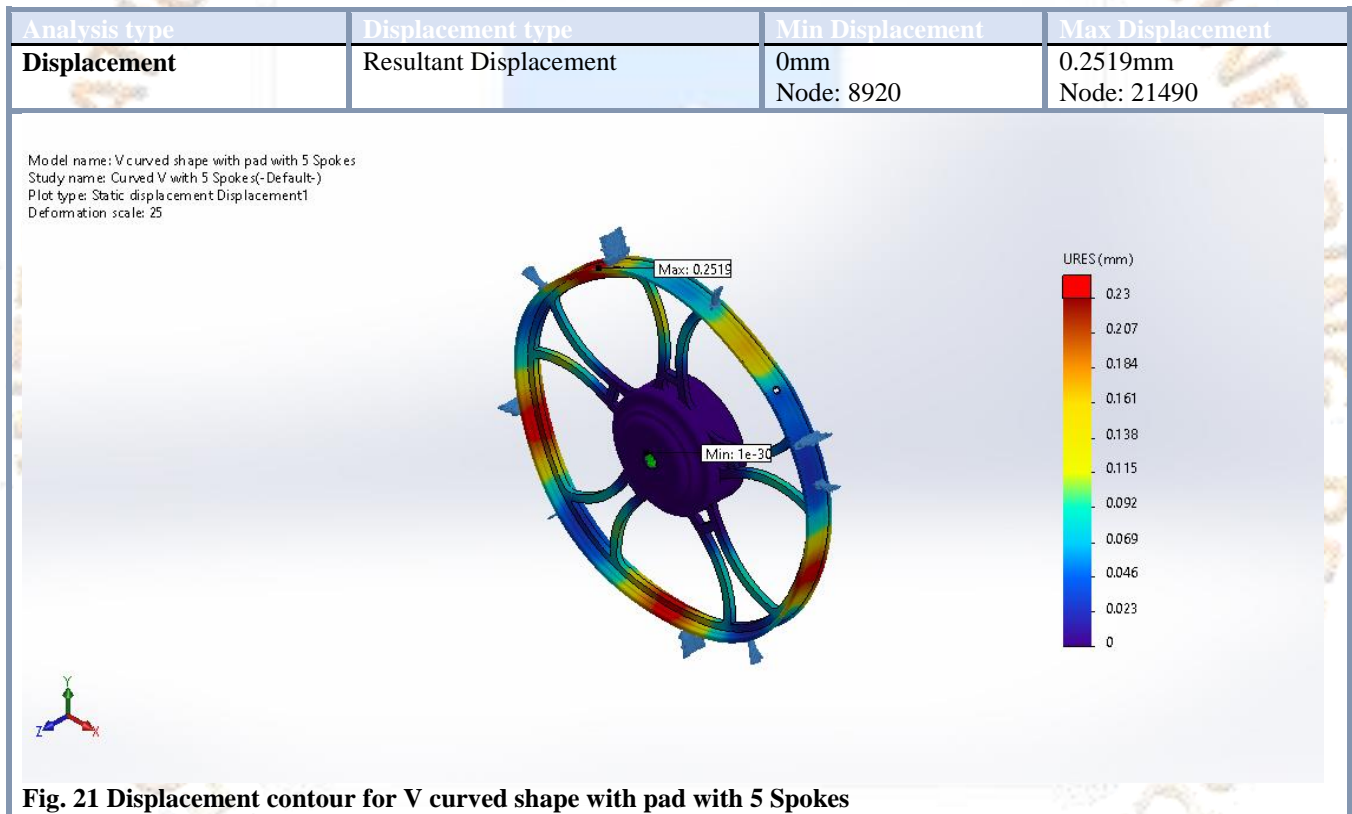 Analysis type Displacement type Min Displacement Max Displacement
Displacement Resultant Displacement 0mm 0.2519mm
Node: 8920 Node: 21490
Model name: V curved shape with pad with 5 Spokes
Study name: Curved V with 5 Spokes(-Default-)
Plot type: Static displacement Displacement1
Deformation scale: 25
Max: 0.2519
Min: 1e-30
URES (mm)
0.23
0.207
0.184
0.161
0.138
0.115
0.092
0.069
0.046
0.023
0
Y
Z X
Fig. 21 Displacement contour for V curved shape with pad with 5 Spokes